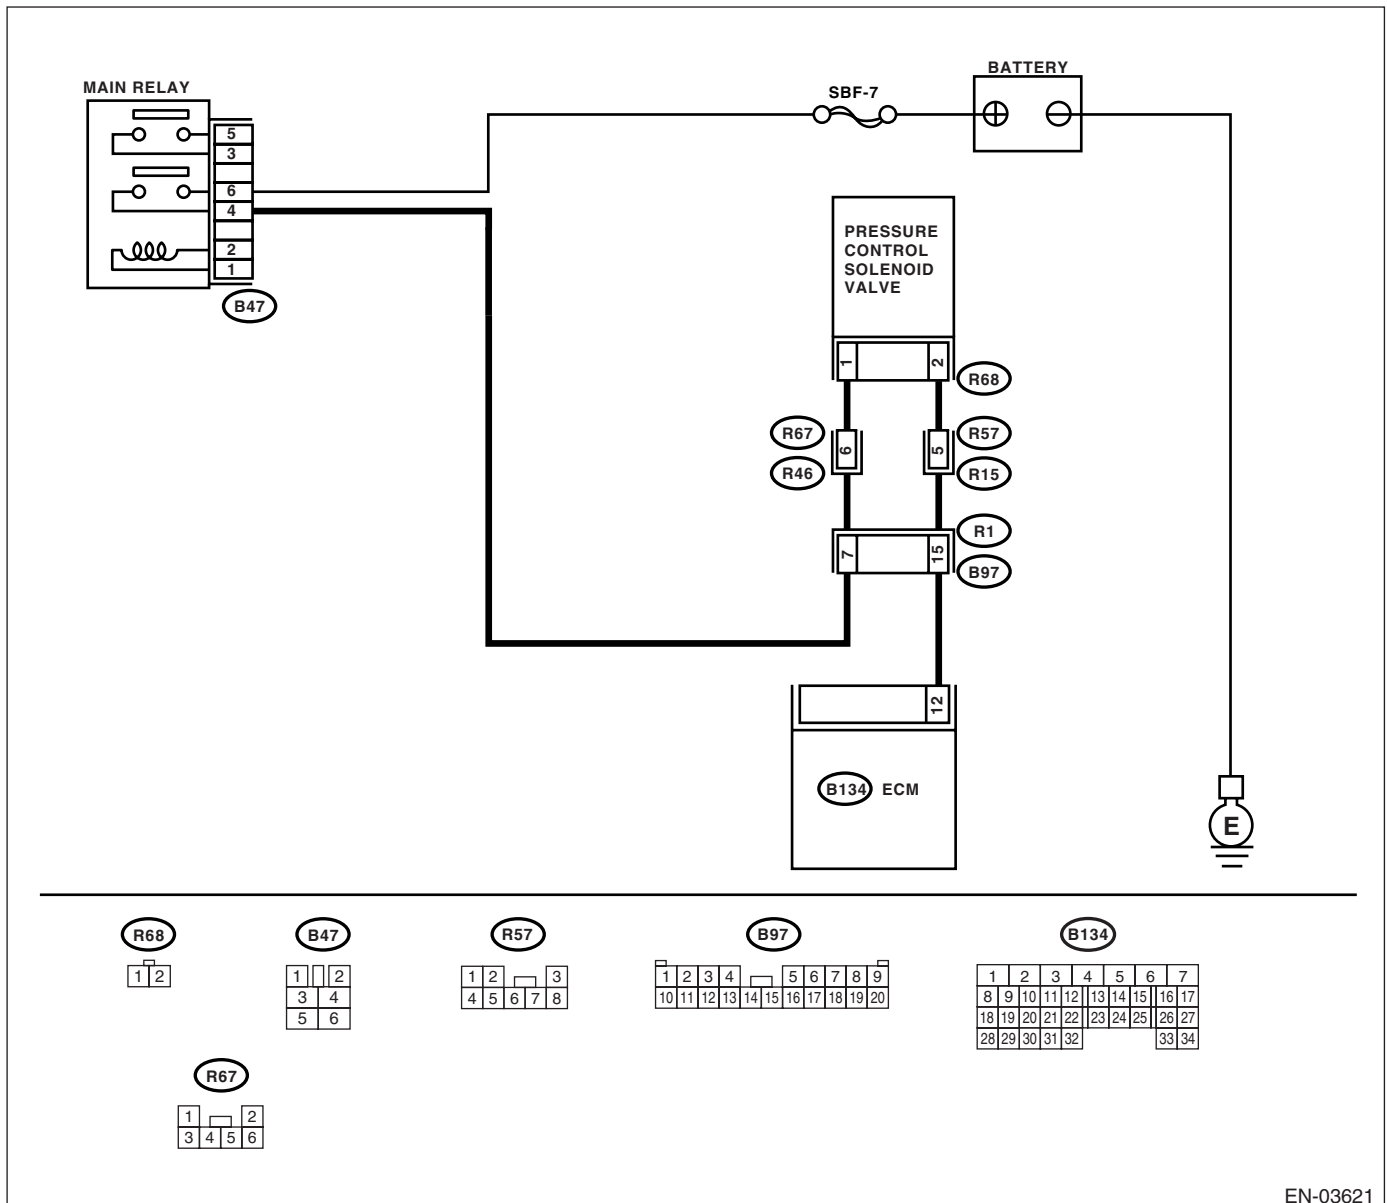 BATTERY
MAIN RELAY
SBF-7
5
3
6
4
2
1
B47
PRESSURE
CONTROL
SOLENOID
VALVE
1 2
R68
R67 6 5 R57
R46 R15
R1
7 15
B97
12
B134 ECM
E
R68 B47 R57 B97 B134
1 2
1 2
3 4
5 6
1 2 3
4 5 6 7 8
1 2 3 4 5 6 7 8 9
10 11 12 13 14 15 16 17 18 19 20
1 2 3 4 5 6 7
8 9 10 11 12 13 14 15 16 17
18 19 20 21 22 23 24 25 26 27
28 29 30 31 32 33 34
R67
1 2
3 4 5 6
EN-03621